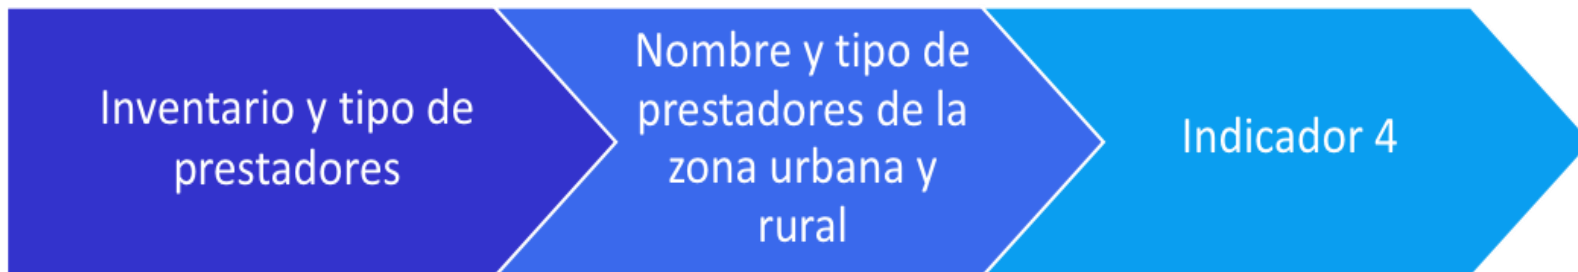 Inventario y tipo de
prestadores
Nombre y tipo de
prestadores de la
zona urbana y
rural
Indicador 4